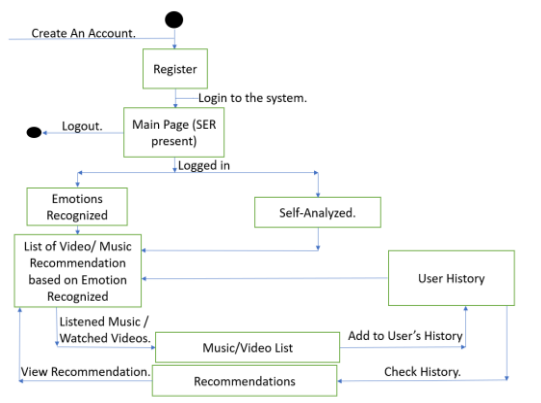 Create An Account.
Register
Login to the system.
Main Page (SER
present)
Logout.
Logged in
Emotions
Recognized
Self-Analyzed.
List of Video/ Music
Recommendation
based on Emotion
Recognized
User History
Listened Music /
Watched Videos.
Music/Video List
Add to User's History
View Recommendation.
Recommendations
Check History.